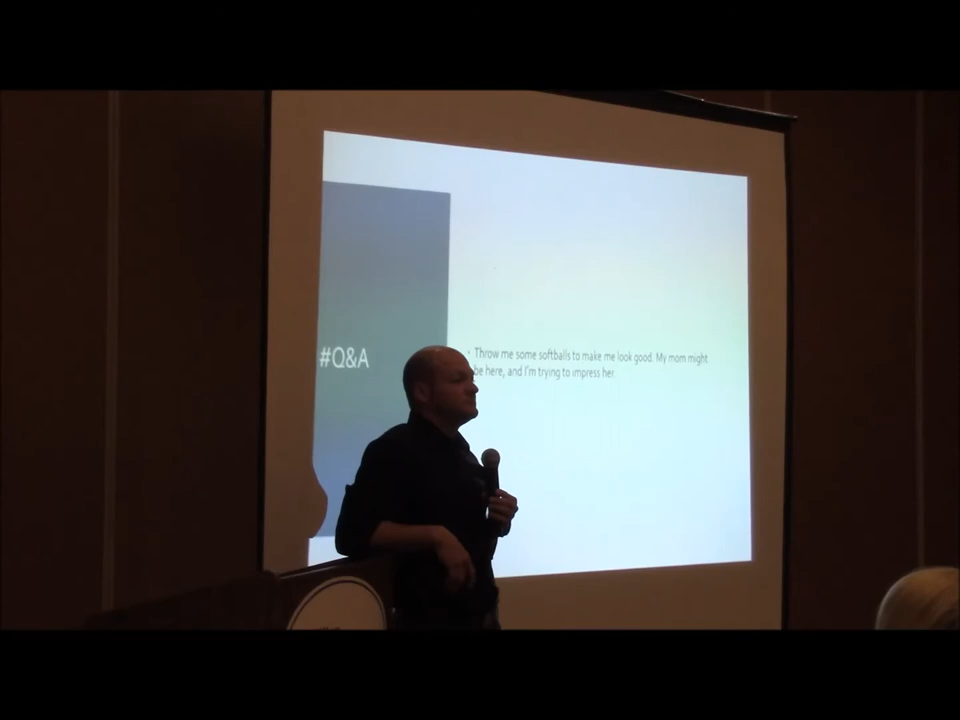 #Q&A
Throw me some softballs to make me look good. My mom might
be here, and I'm trying to impress her.